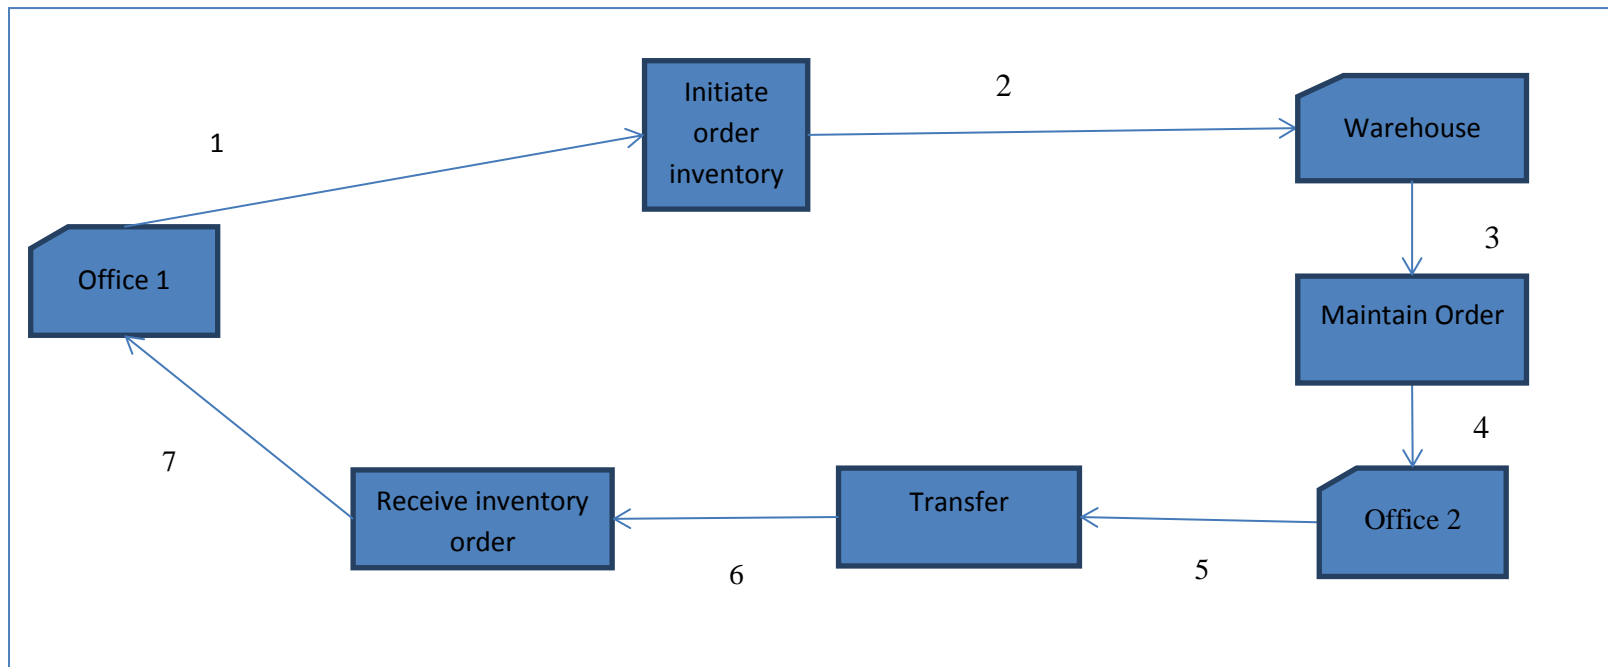 Initiate
order
inventory
2
Warehouse
1
3
Office 1
Maintain Order
4
7
Receive inventory
order
Transfer
Office 2
6
5